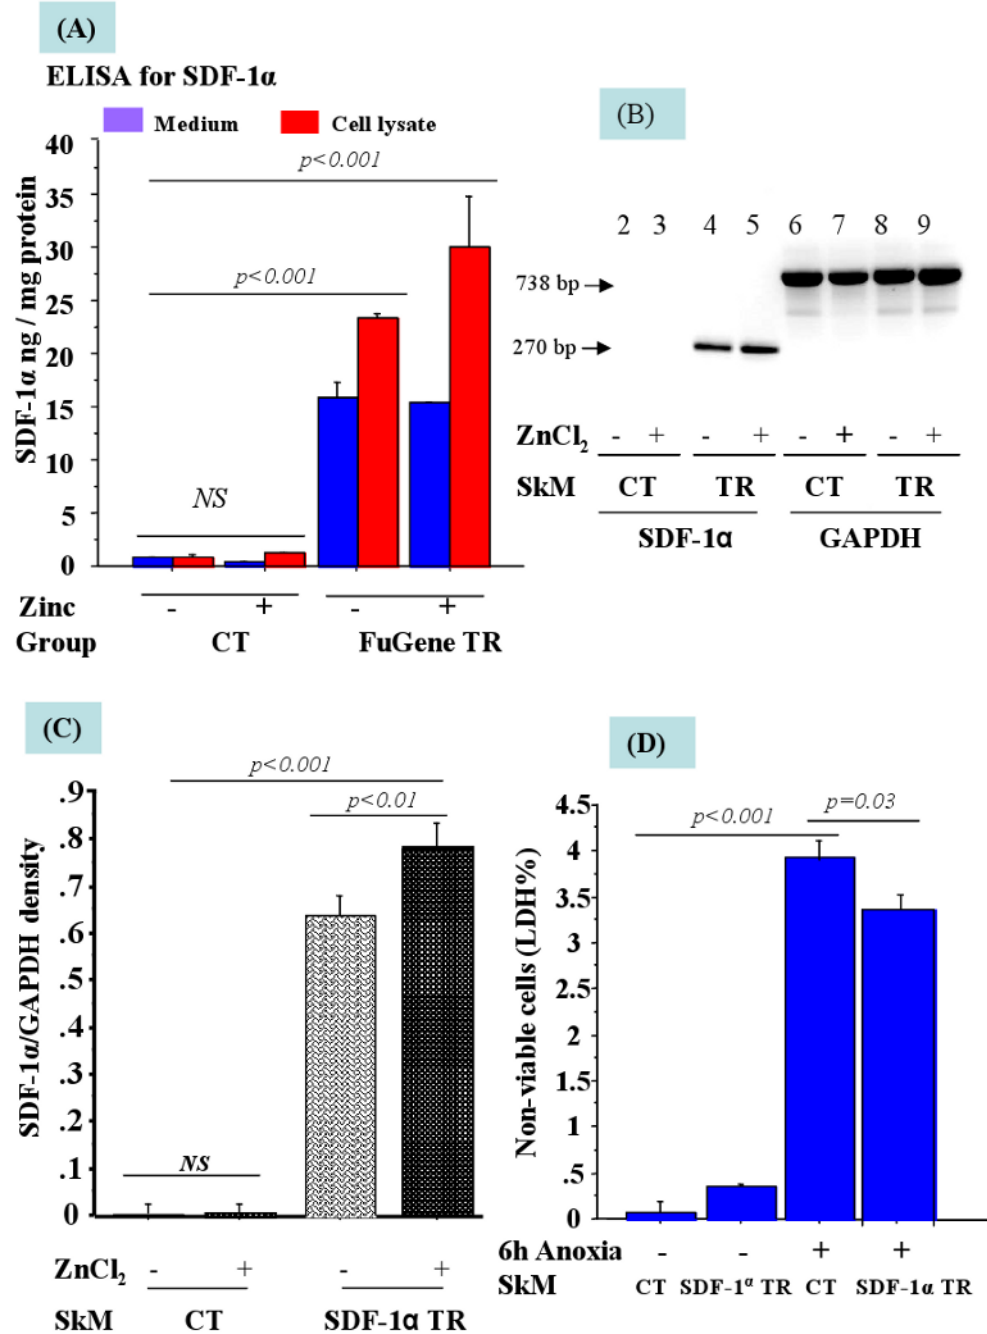 (A)
ELISA for SDF-1α
Medium Cell lysate
40
35
30
25
20
15
10
5
0
SDF-1α ng / mg protein
p<0.001
p<0.001
NS
Zinc - + - +
Group CT FuGene TR
(B)
2 3 4 5 6 7 8 9
738 bp
270 bp
ZnCl₂ - + - + - + - +
SkM CT TR CT TR
SDF-1α GAPDH
(C)
p<0.001
p<0.01
.9
.8
.7
.6
.5
.4
.3
.2
.1
0
SDF-1α/GAPDH density
NS
ZnCl₂ - + - +
SkM CT SDF-1α TR
(D)
p=0.03
p<0.001
4.5
4
3.5
3
2.5
2
1.5
1
.5
0
Non-viable cells (LDH%)
6h Anoxia - - + +
SkM CT SDF-1α TR CT SDF-1α TR